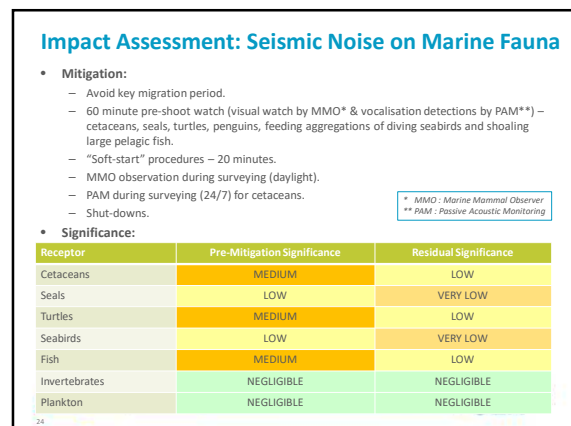 Impact Assessment: Seismic Noise on Marine Fauna
• Mitigation:
– Avoid key migration period.
– 60 minute pre-shoot watch (visual watch by MMO* & vocalisation detections by PAM**) –
cetaceans, seals, turtles, penguins, feeding aggregations of diving seabirds and shoaling
large pelagic fish.
– “Soft-start” procedures – 20 minutes.
– MMO observation during surveying (daylight).
– PAM during surveying (24/7) for cetaceans.
– Shut-downs.
* MMO : Marine Mammal Observer
** PAM : Passive Acoustic Monitoring
• Significance:
Receptor Pre-Mitigation Significance Residual Significance
Cetaceans MEDIUM LOW
Seals LOW VERY LOW
Turtles MEDIUM LOW
Seabirds LOW VERY LOW
Fish MEDIUM LOW
Invertebrates NEGLIGIBLE NEGLIGIBLE
Plankton NEGLIGIBLE NEGLIGIBLE
24